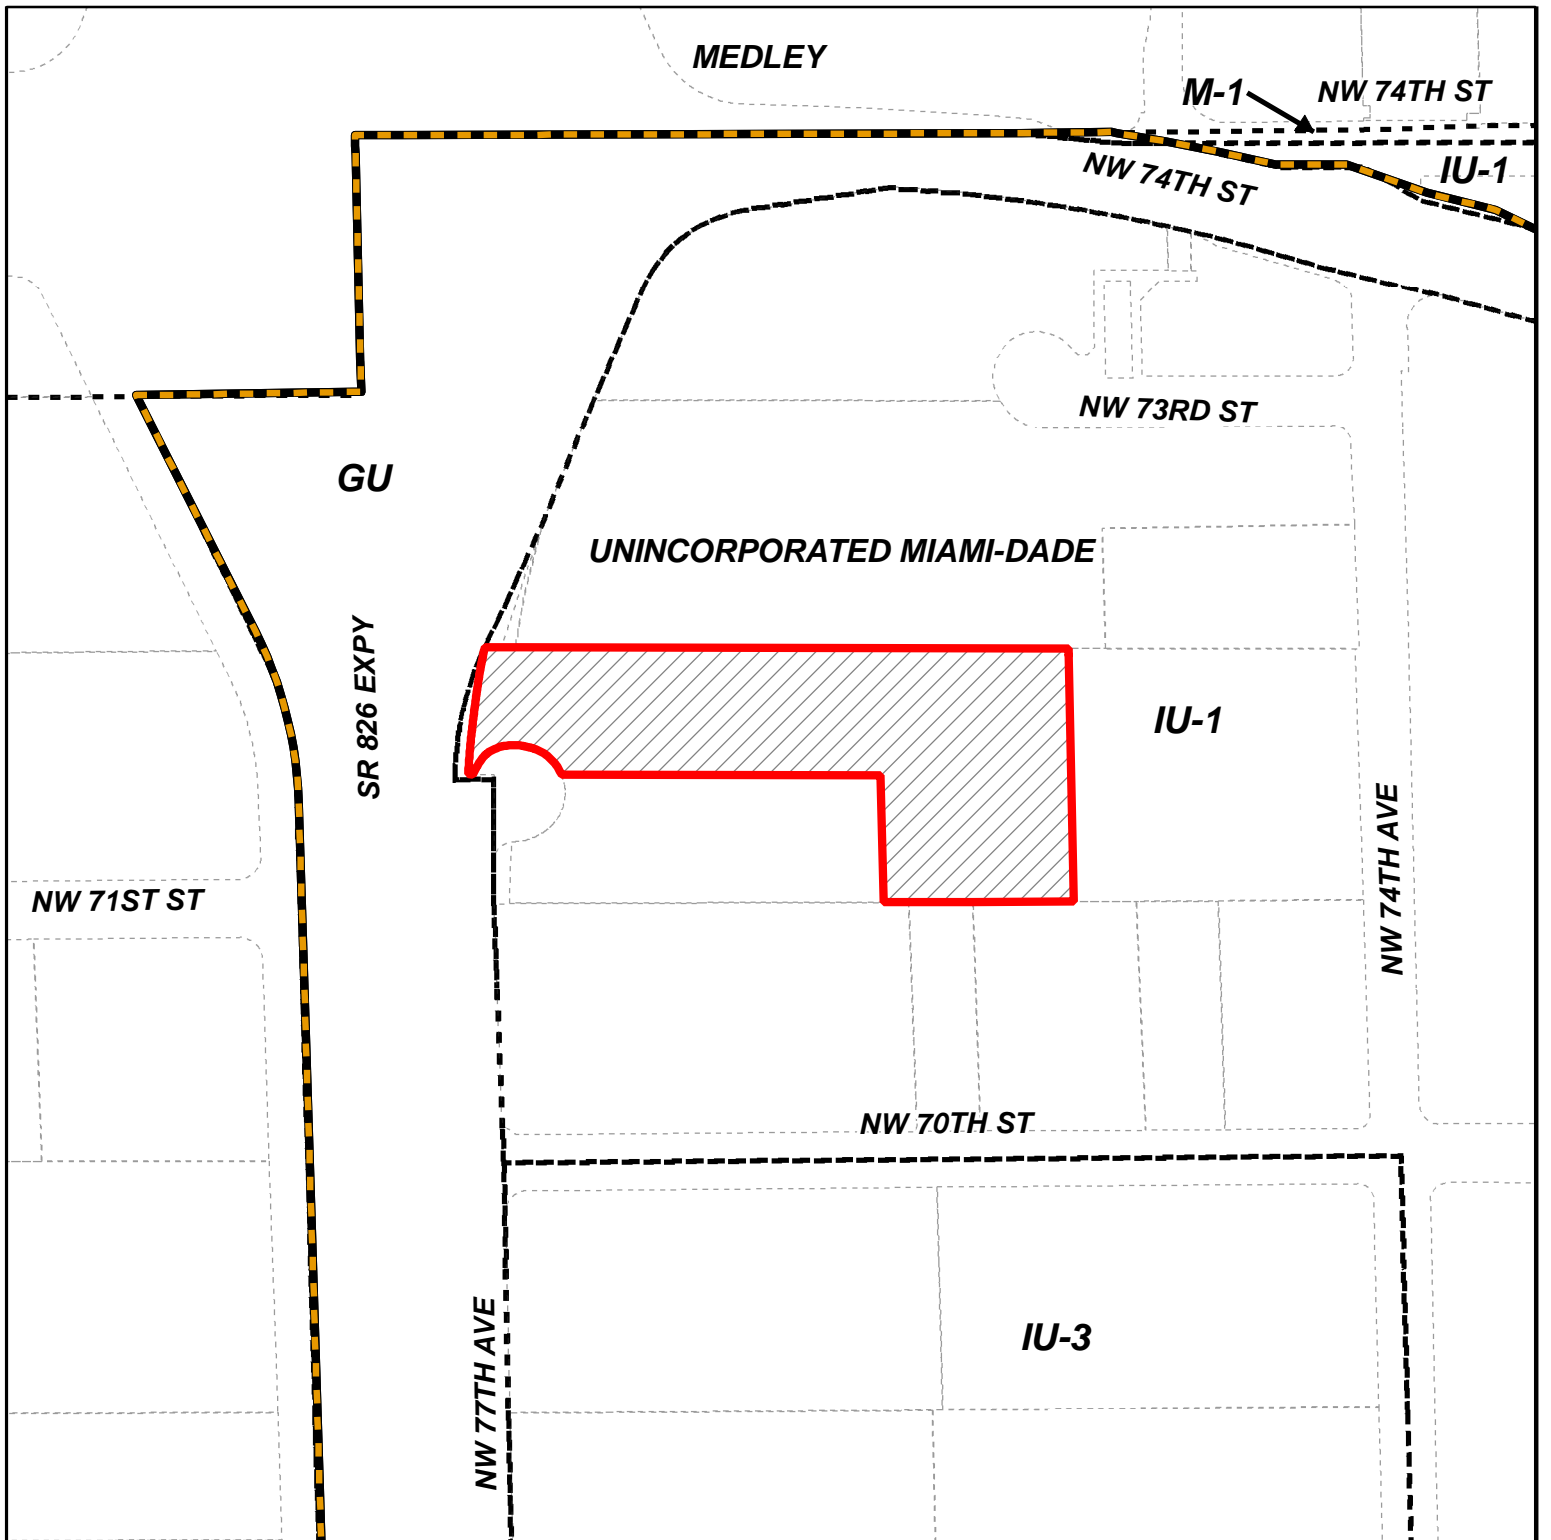 MEDLEY
M-1
NW 74TH ST
NW 74TH ST
IU-1
NW 73RD ST
GU
UNINCORPORATED MIAMI-DADE
SR 826 EXPY
IU-1
NW 74TH AVE
NW 71ST ST
NW 70TH ST
NW 77TH AVE
IU-3